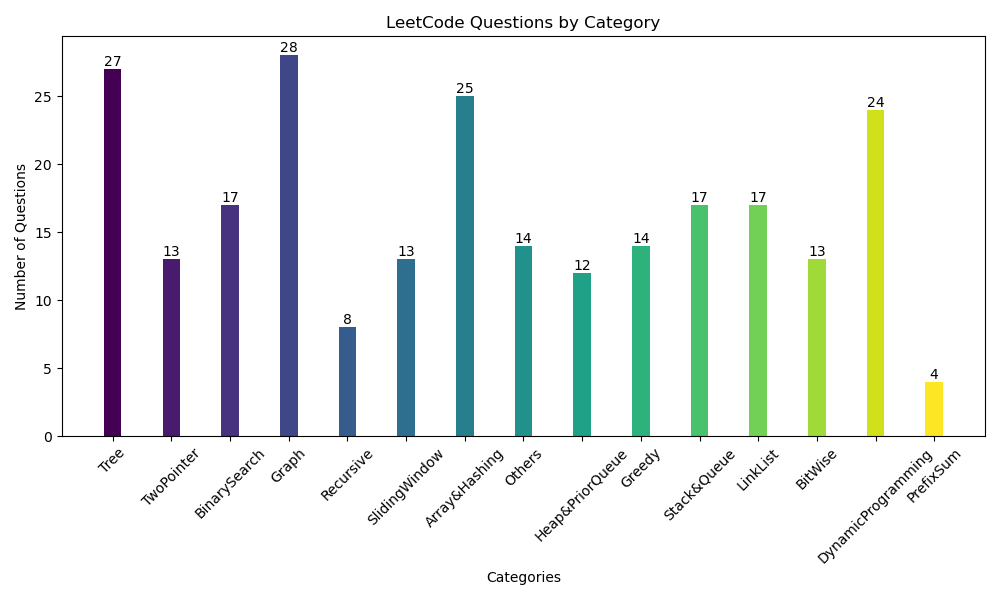 LeetCode Questions by Category
Number of Questions
25
20
15
10
5
0
27
13
17
28
8
13
25
14
12
14
17
17
13
24
4
Tree
TwoPointer
BinarySearch
Graph
Recursive
SlidingWindow
Array&Hashing
Others
Heap&PriorQueue
Greedy
Stack&Queue
LinkList
BitWise
DynamicProgramming
PrefixSum
Categories